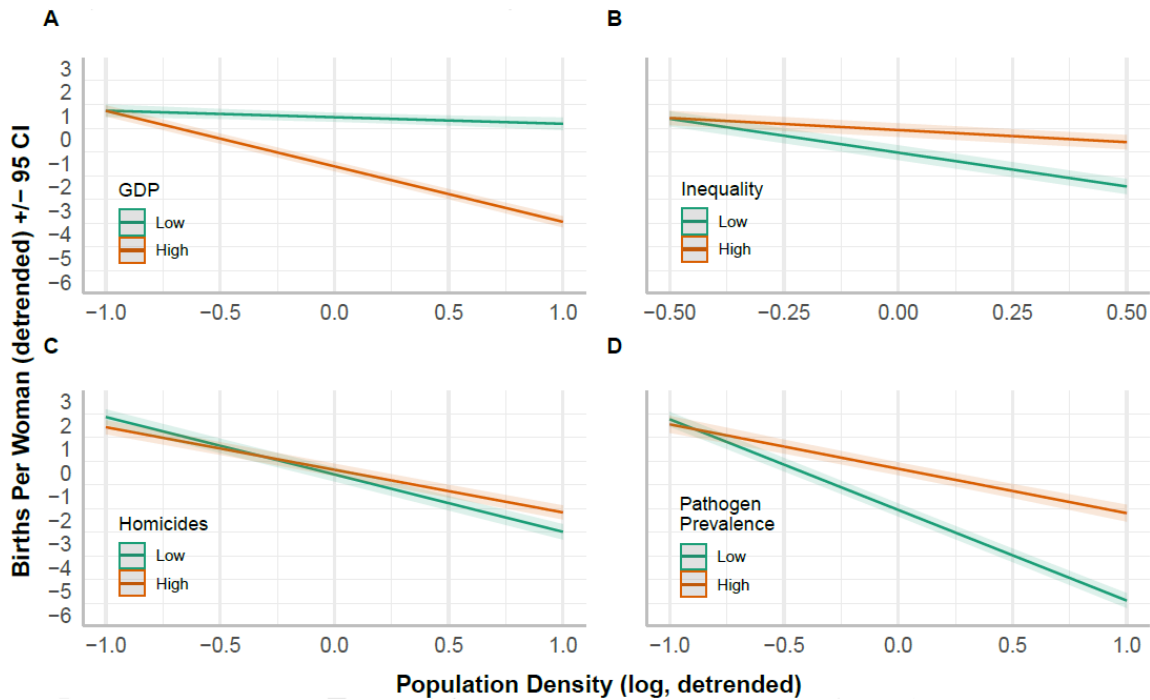 A
3
2
1
0
−1
−2
−3
−4
−5
−6
GDP
Low
High
−1.0 −0.5 0.0 0.5 1.0
B
Inequality
Low
High
−0.50 −0.25 0.00 0.25 0.50
C
3
2
1
0
−1
−2
−3
−4
−5
−6
Homicides
Low
High
−1.0 −0.5 0.0 0.5 1.0
D
Pathogen
Prevalence
Low
High
−1.0 −0.5 0.0 0.5 1.0
Births Per Woman (detrended) +/− 95 CI
Population Density (log, detrended)